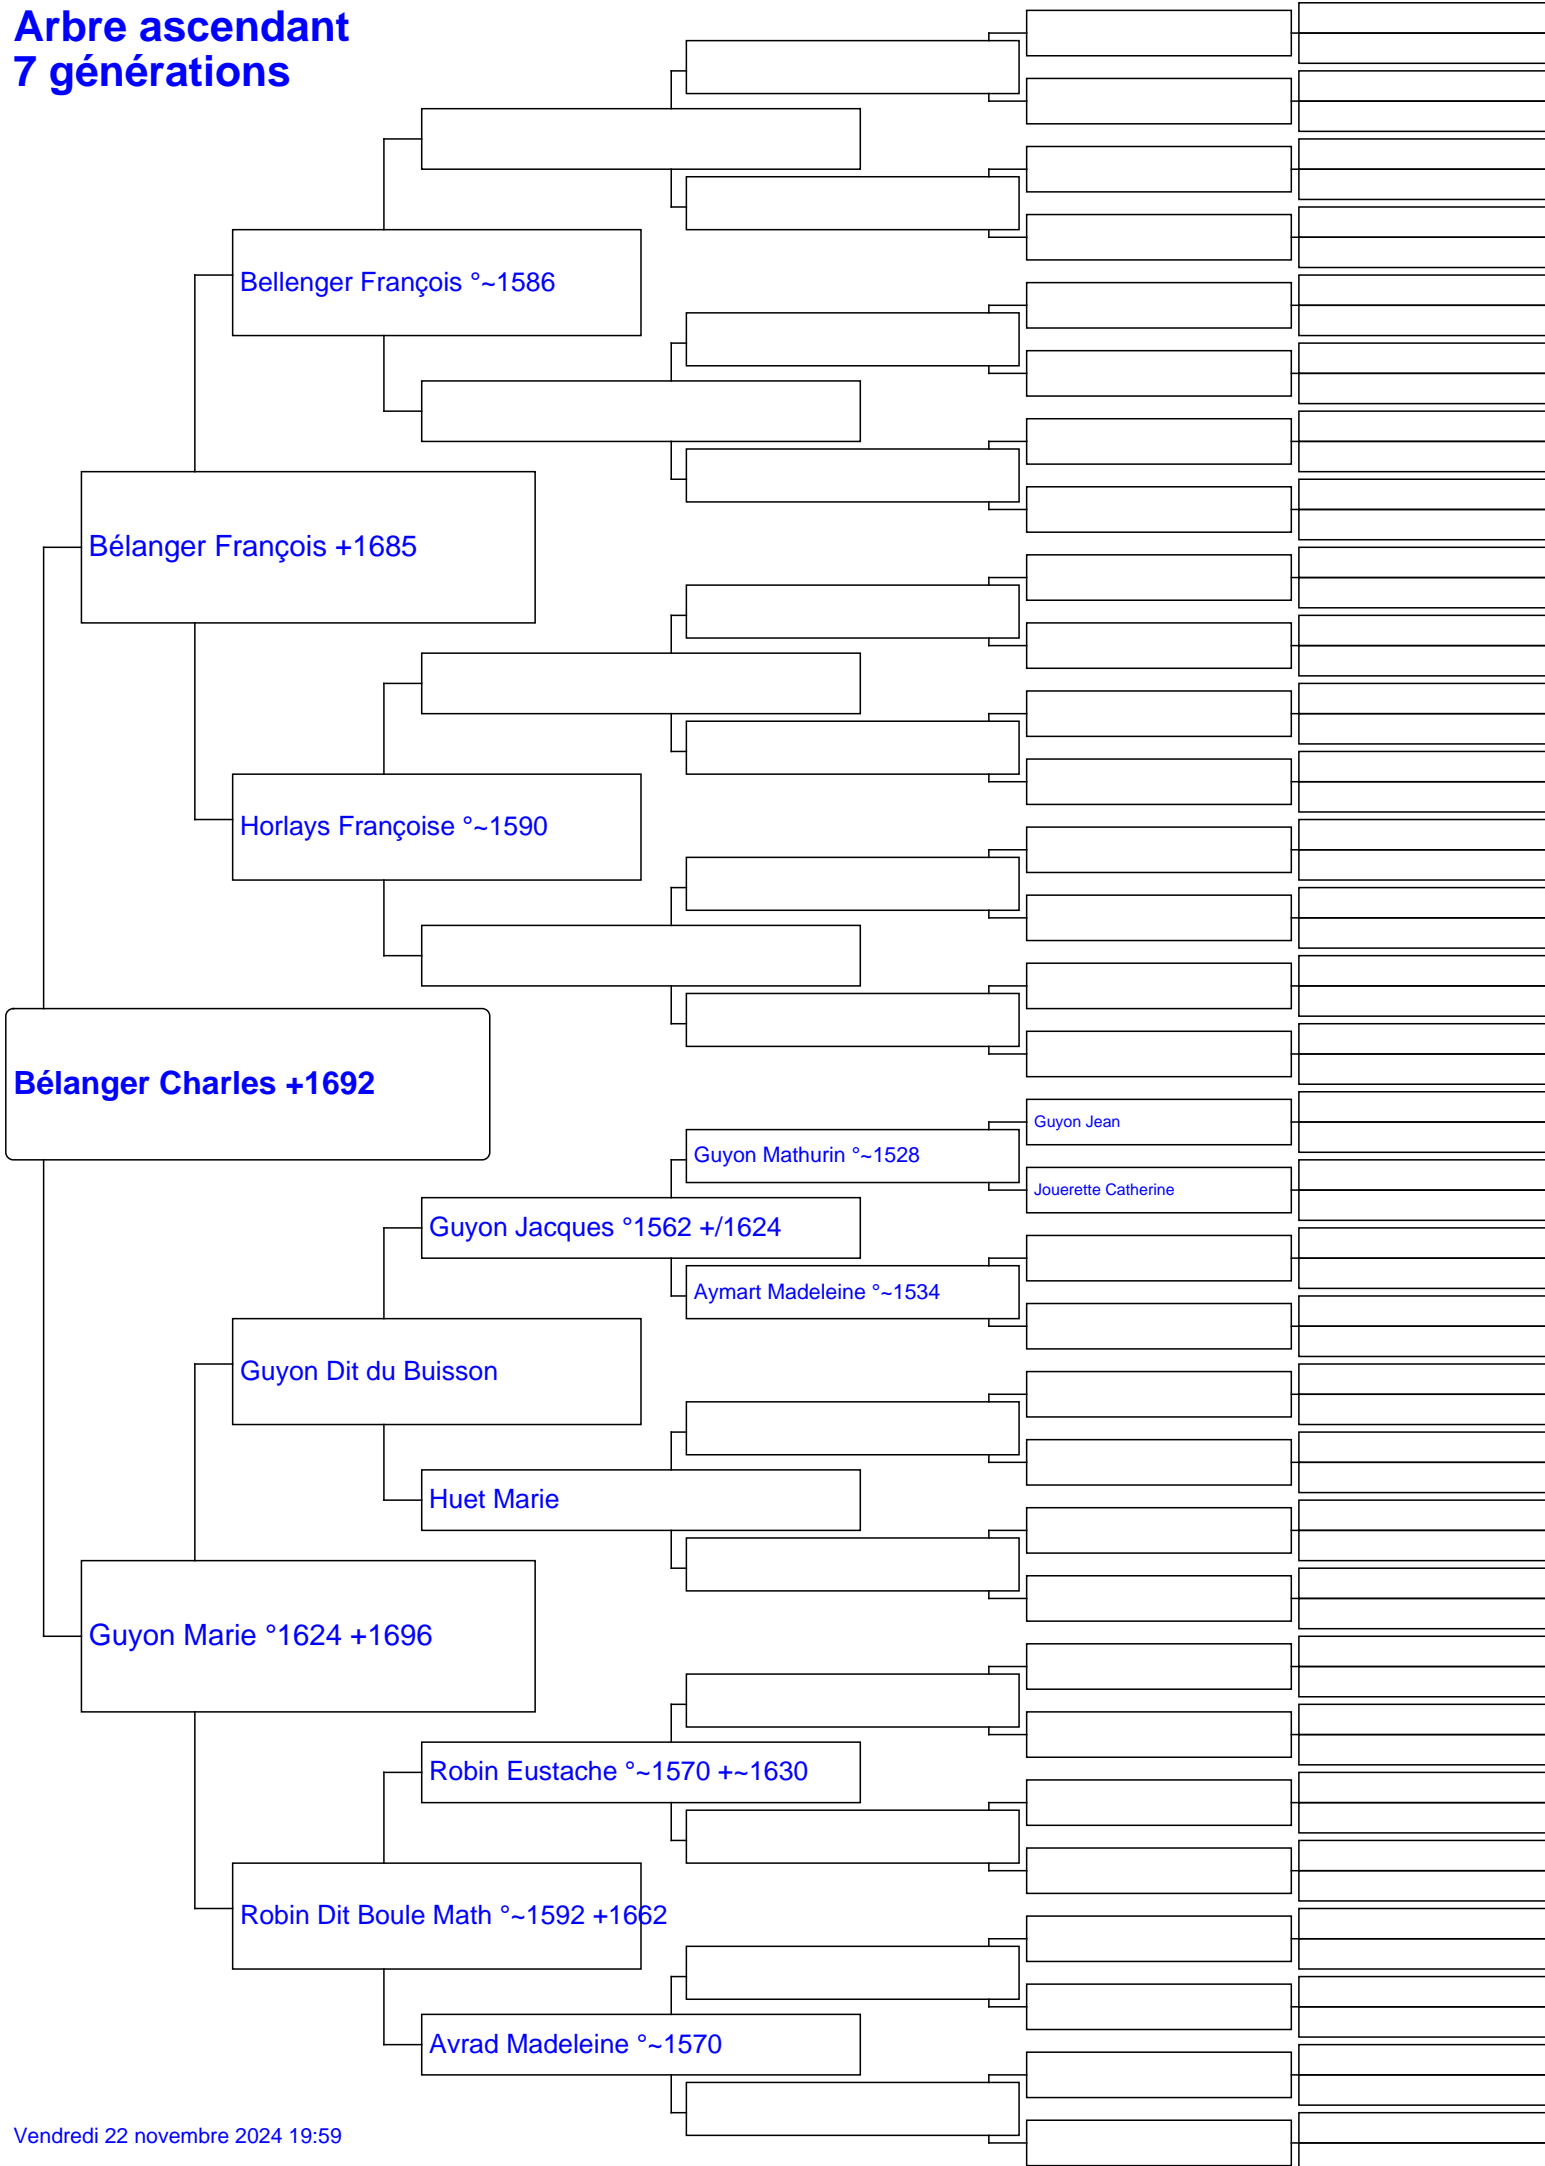 Arbre ascendant
7 générations
Bellenger François °~1586
Bélanger François +1685
Horlays Françoise °~1590
Bélanger Charles +1692
Guyon Jean
Guyon Mathurin °~1528
Jouerette Catherine
Guyon Jacques °1562 +/1624
Aymart Madeleine °~1534
Guyon Dit du Buisson
Huet Marie
Guyon Marie °1624 +1696
Robin Eustache °~1570 +~1630
Robin Dit Boule Math °~1592 +1662
Avrad Madeleine °~1570
Vendredi 22 novembre 2024 19:59